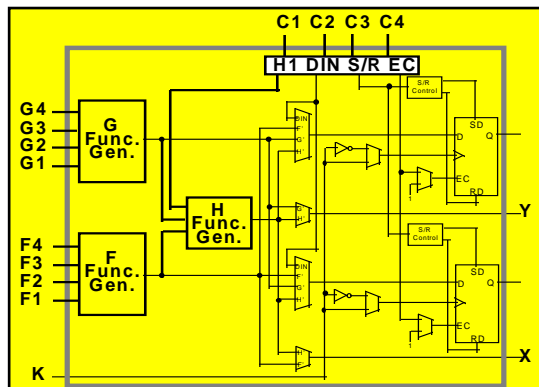 C1 C2 C3 C4
H1 DIN S/R EC
S/R
Control
G4
G3
G2
G1
G
Func.
Gen.
DIN
F'
G'
H'
SD
D
Q
EC
RD
1
H
Func.
Gen.
G'
H'
Y
S/R
Control
F4
F3
F2
F1
F
Func.
Gen.
DIN
F'
G'
H'
SD
D
Q
EC
RD
1
H'
F'
X
K